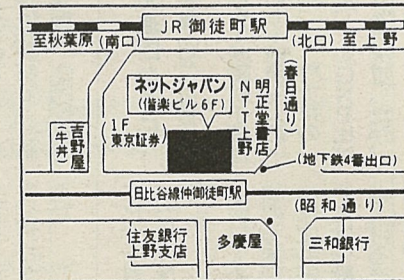 JR御徒町駅
至秋葉原(南口)
(北口)至上野
ネットジャパン
(偕楽ビル6F)
NTT上野
明正堂書店
(春日通り)
吉野屋
(牛丼)
(1F
東京証券)
(地下鉄4番出口)
日比谷線仲御徒町駅
(昭和通り)
住友銀行
上野支店
多慶屋
三和銀行